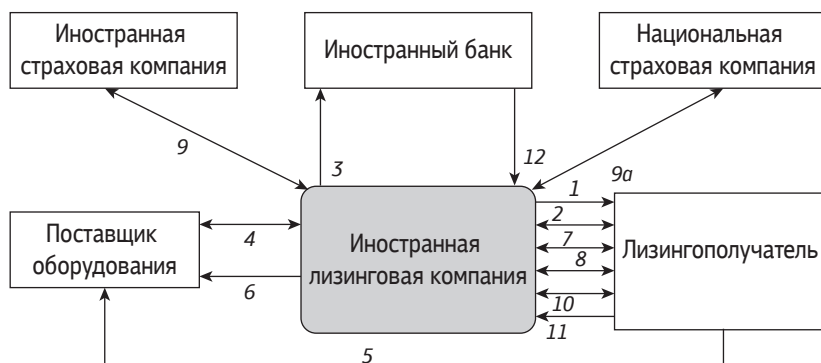 Иностранная
страховая компания
Иностранный банк
Национальная
страховая компания
9
3
12
9а
1
Поставщик
оборудования
4
6
Иностранная
лизинговая компания
2
7
8
10
11
Лизингополучатель
5